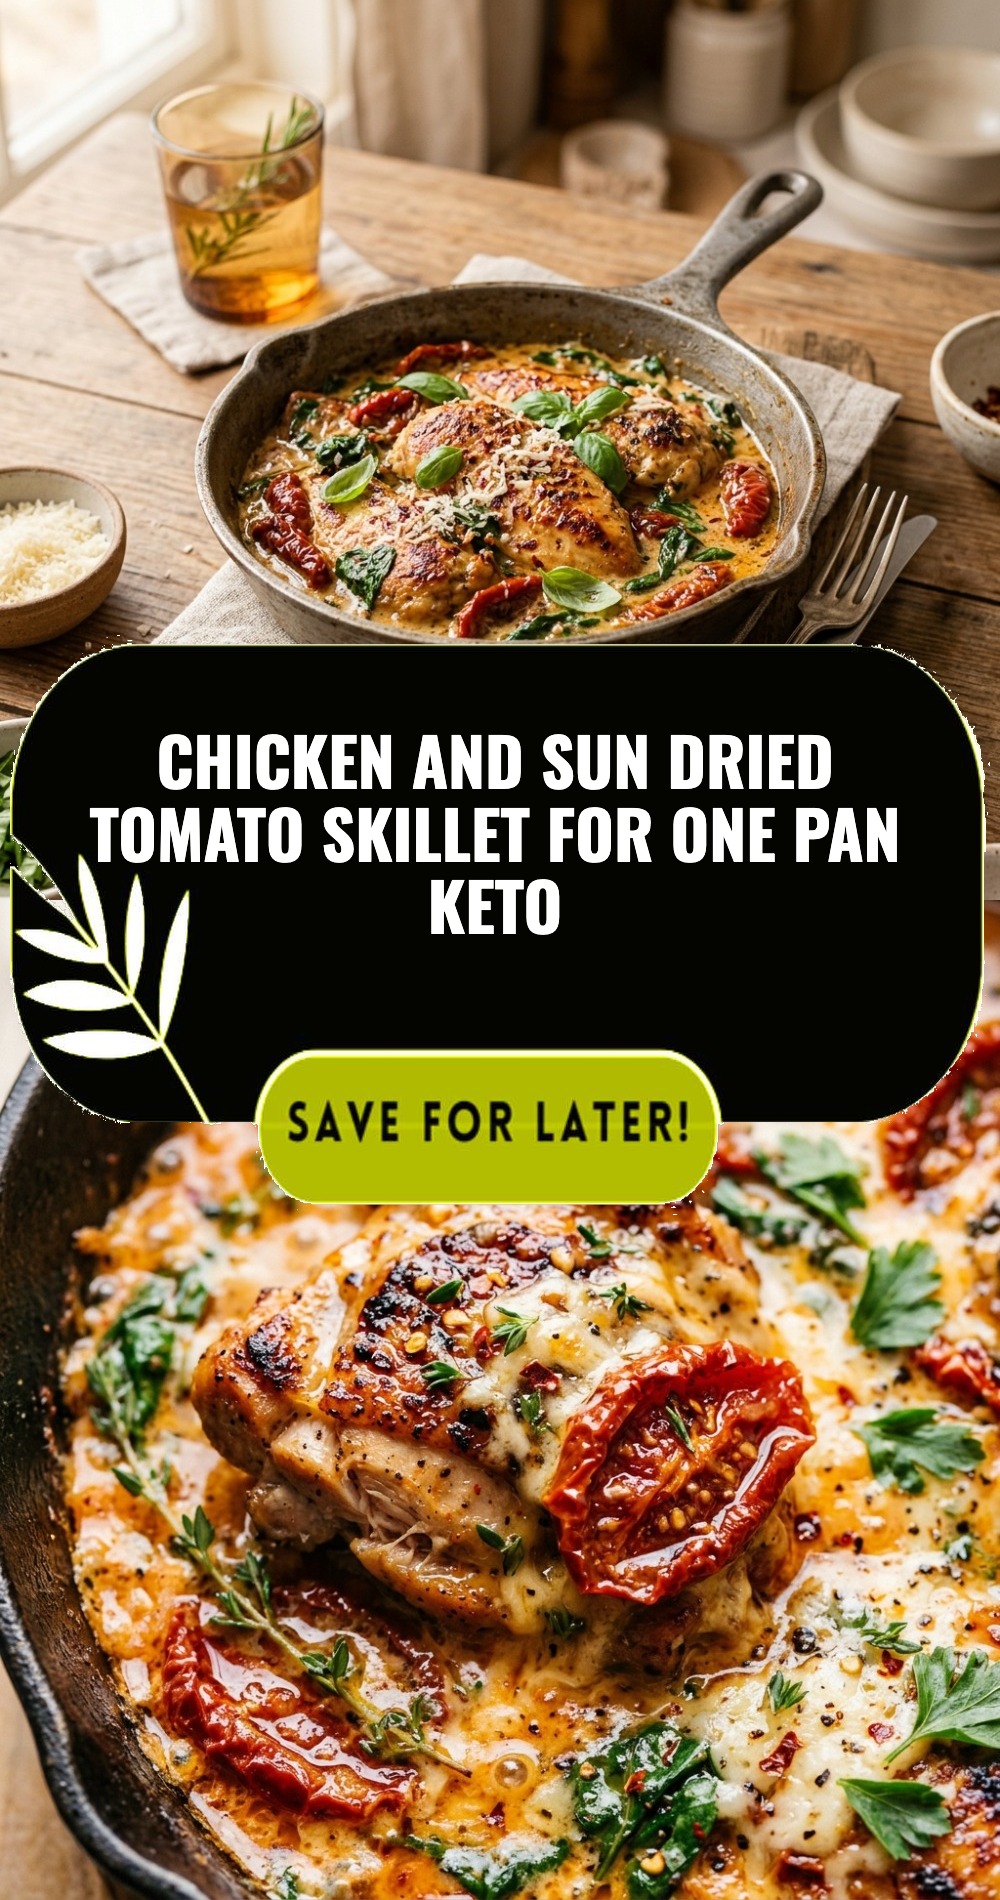 CHICKEN AND SUN DRIED
TOMATO SKILLET FOR ONE PAN
KETO
SAVE FOR LATER!